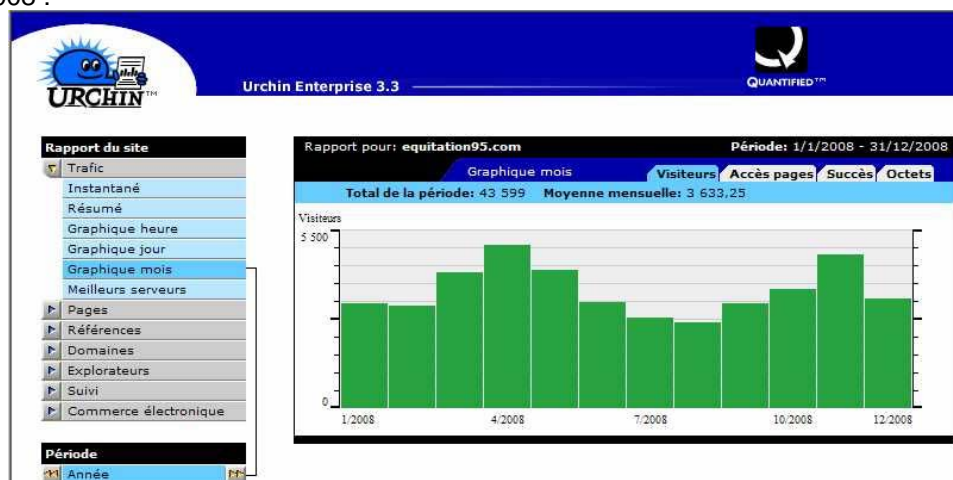 URCHIN™
Urchin Enterprise 3.3
QUANTIFIED™
Rapport du site
Trafic
Instantané
Résumé
Graphique heure
Graphique jour
Graphique mois
Meilleurs serveurs
Pages
Références
Domaines
Explorateurs
Suivi
Commerce électronique
Période
Année
Rapport pour: equitation95.com
Période: 1/1/2008 - 31/12/2008
Graphique mois
Visiteurs Accès pages Succès Octets
Total de la période: 43 599 Moyenne mensuelle: 3 633,25
Visiteurs
5 500
0
1/2008 4/2008 7/2008 10/2008 12/2008